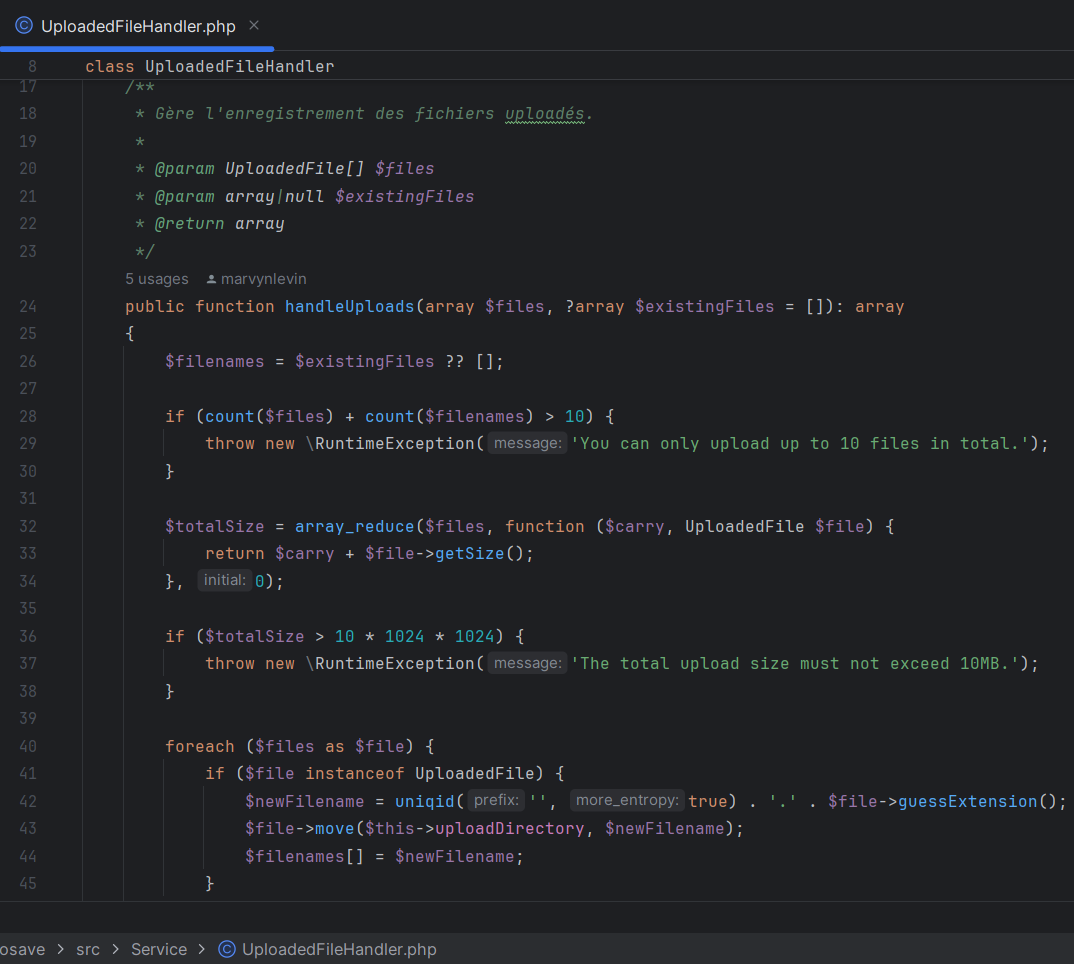 UploadedFileHandler.php
8 class UploadedFileHandler
17 /**
18 * Gère l'enregistrement des fichiers uploadés.
19 *
20 * @param UploadedFile[] $files
21 * @param array|null $existingFiles
22 * @return array
23 */
5 usages marvynlevin
24 public function handleUploads(array $files, ?array $existingFiles = []): array
25 {
26 $filenames = $existingFiles ?? [];
27
28 if (count($files) + count($filenames) > 10) {
29 throw new \RuntimeException( message: 'You can only upload up to 10 files in total.');
30 }
31
32 $totalSize = array_reduce($files, function ($carry, UploadedFile $file) {
33 return $carry + $file->getSize();
34 }, initial: 0);
35
36 if ($totalSize > 10 * 1024 * 1024) {
37 throw new \RuntimeException( message: 'The total upload size must not exceed 10MB.');
38 }
39
40 foreach ($files as $file) {
41 if ($file instanceof UploadedFile) {
42 $newFilename = uniqid( prefix: '', more_entropy: true) . '.' . $file->guessExtension();
43 $file->move($this->uploadDirectory, $newFilename);
44 $filenames[] = $newFilename;
45 }
osave > src > Service > UploadedFileHandler.php